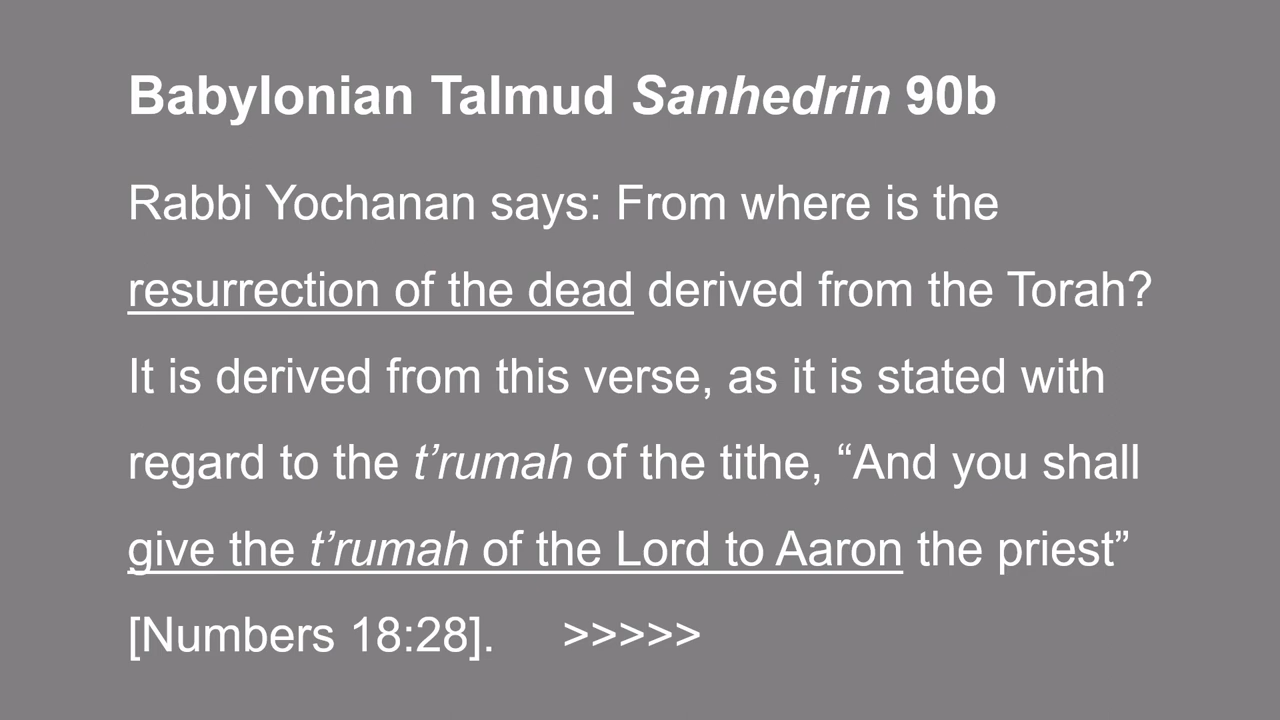 Babylonian Talmud Sanhedrin 90b
Rabbi Yochanan says: From where is the
resurrection of the dead derived from the Torah?
It is derived from this verse, as it is stated with
regard to the t’rumah of the tithe, “And you shall
give the t’rumah of the Lord to Aaron the priest”
[Numbers 18:28]. >>>>>